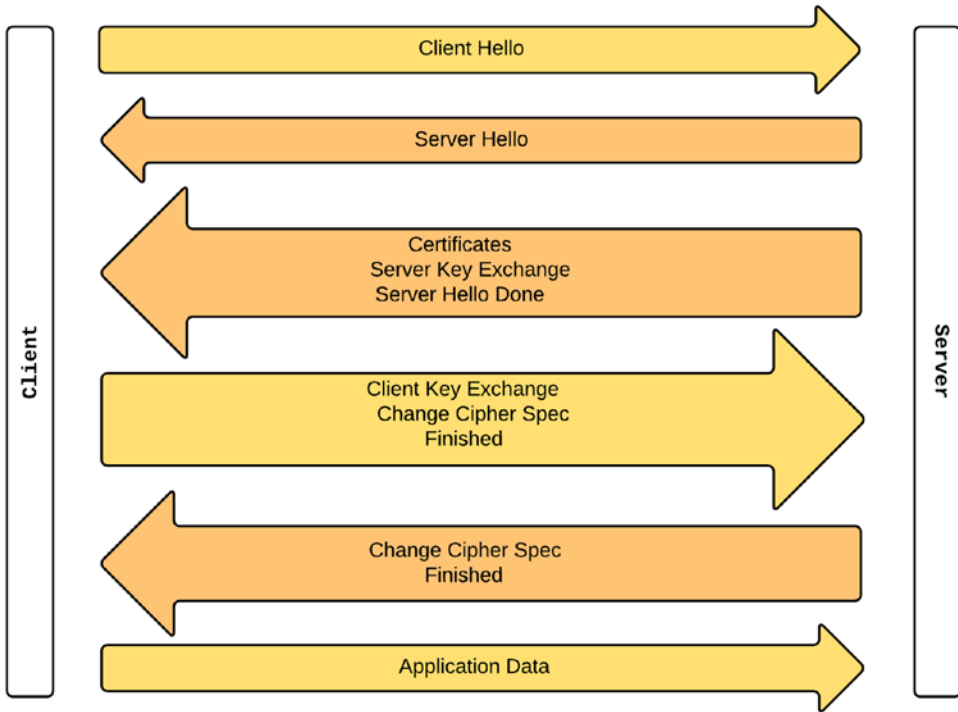 Client Hello
Server Hello
Certificates
Server Key Exchange
Server Hello Done
Client
Server
Client Key Exchange
Change Cipher Spec
Finished
Change Cipher Spec
Finished
Application Data